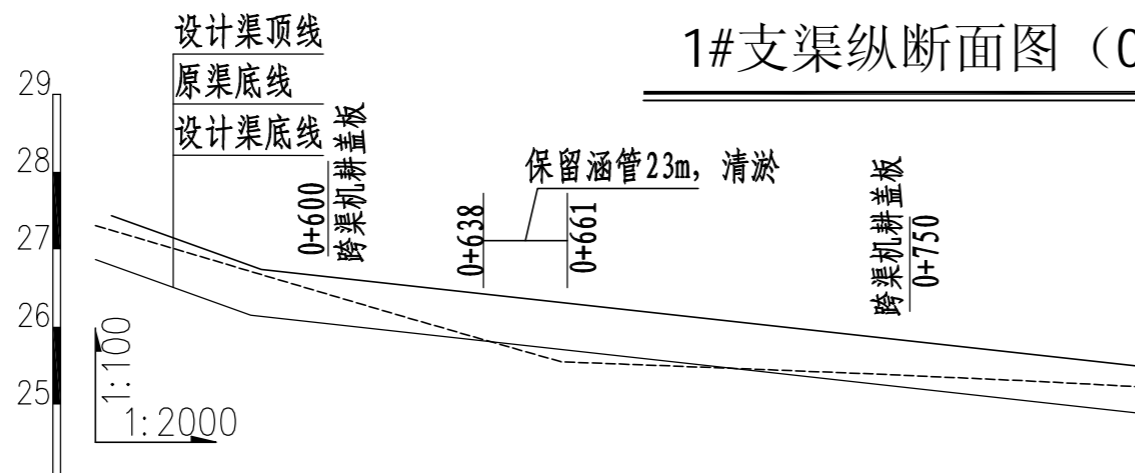 1#支渠纵断面图（0
设计渠顶线
原渠底线
设计渠底线
29
28
27
26
25
0+600
跨渠机耕盖板
保留涵管23m，清淤
0+638
0+661
跨渠机耕盖板
0+750
1:100
1:2000